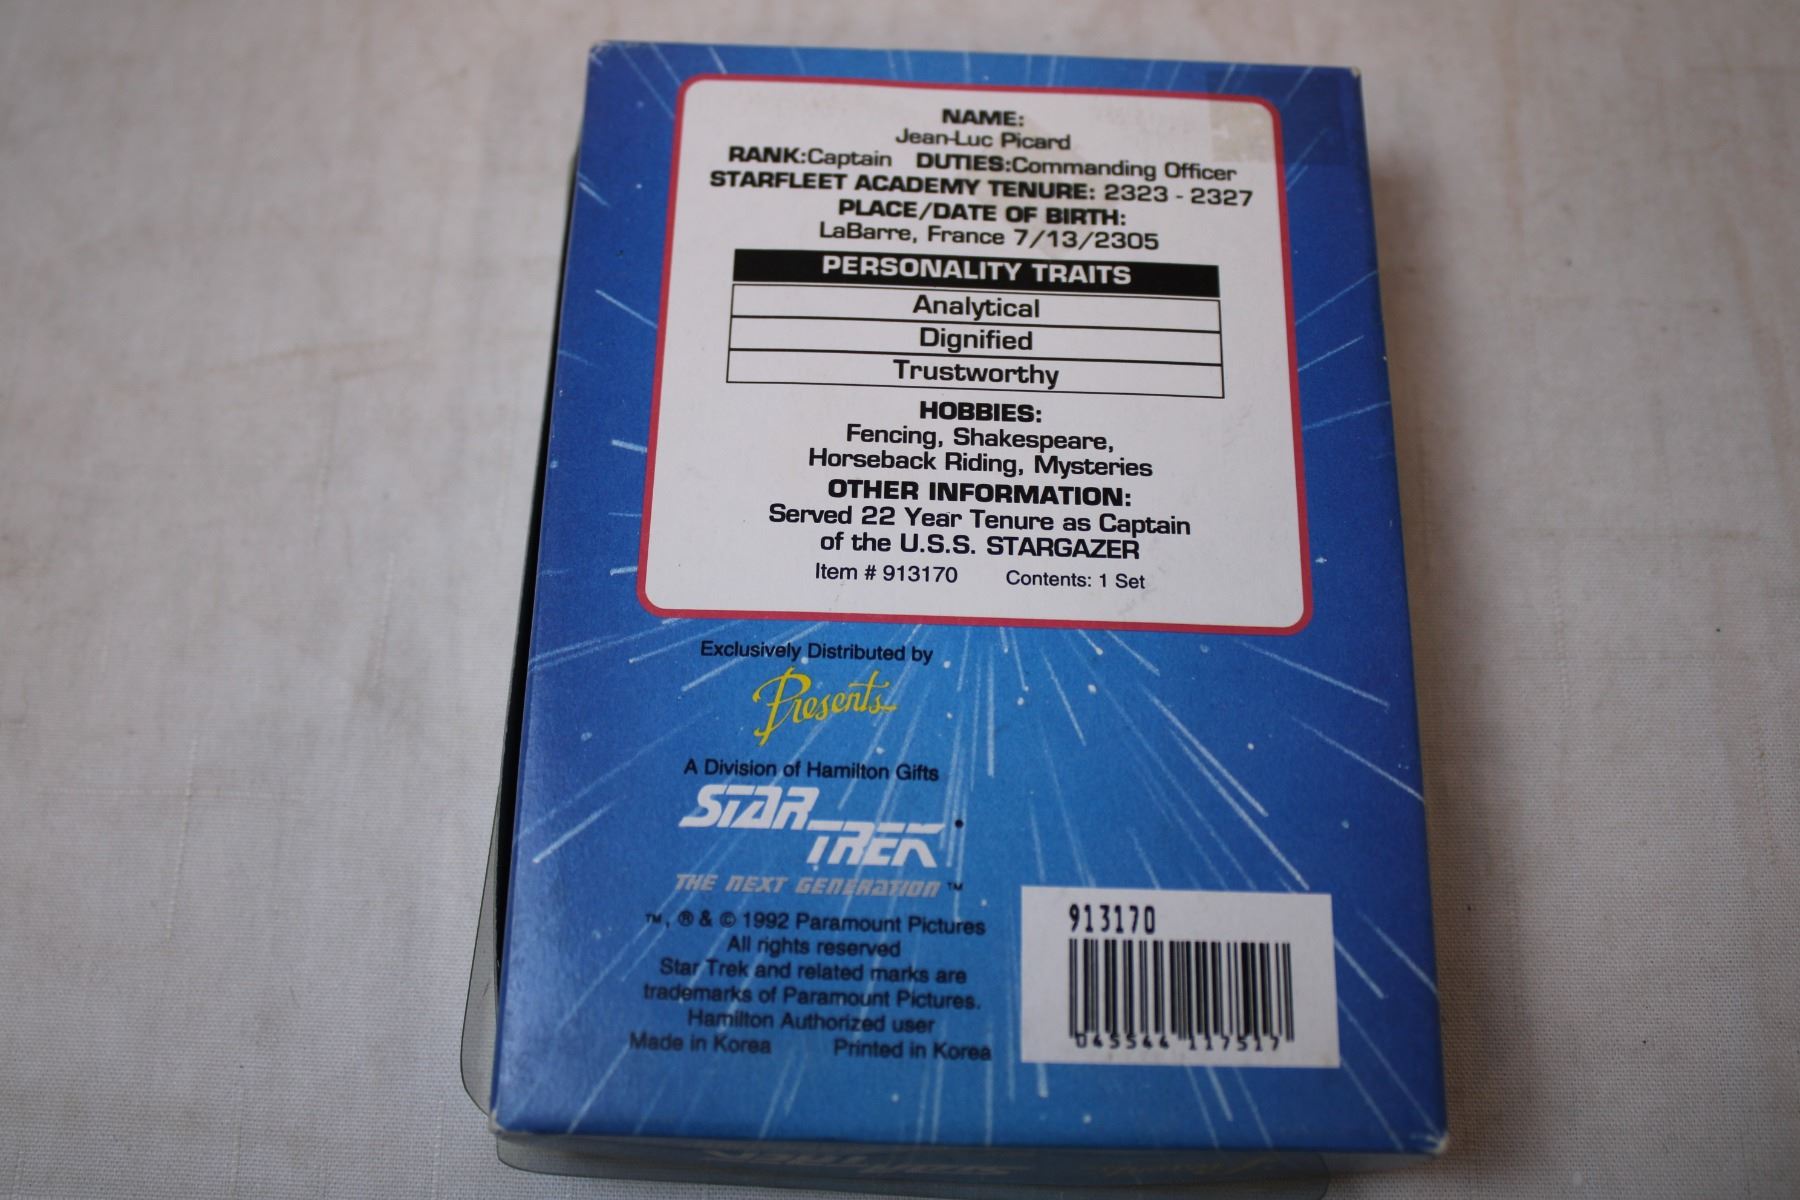 NAME:
Jean-Luc Picard
RANK:Captain DUTIES:Commanding Officer
STARFLEET ACADEMY TENURE: 2323 - 2327
PLACE/DATE OF BIRTH:
LaBarre, France 7/13/2305
PERSONALITY TRAITS
Analytical
Dignified
Trustworthy
HOBBIES:
Fencing, Shakespeare,
Horseback Riding, Mysteries
OTHER INFORMATION:
Served 22 Year Tenure as Captain
of the U.S.S. STARGAZER
Item # 913170 Contents: 1 Set
Exclusively Distributed by
Presents
A Division of Hamilton Gifts
STAR
TREK
THE NEXT GENERATION™
™, ® & © 1992 Paramount Pictures
All rights reserved
Star Trek and related marks are
trademarks of Paramount Pictures.
Hamilton Authorized user
Made in Korea Printed in Korea
913170
045544 117517